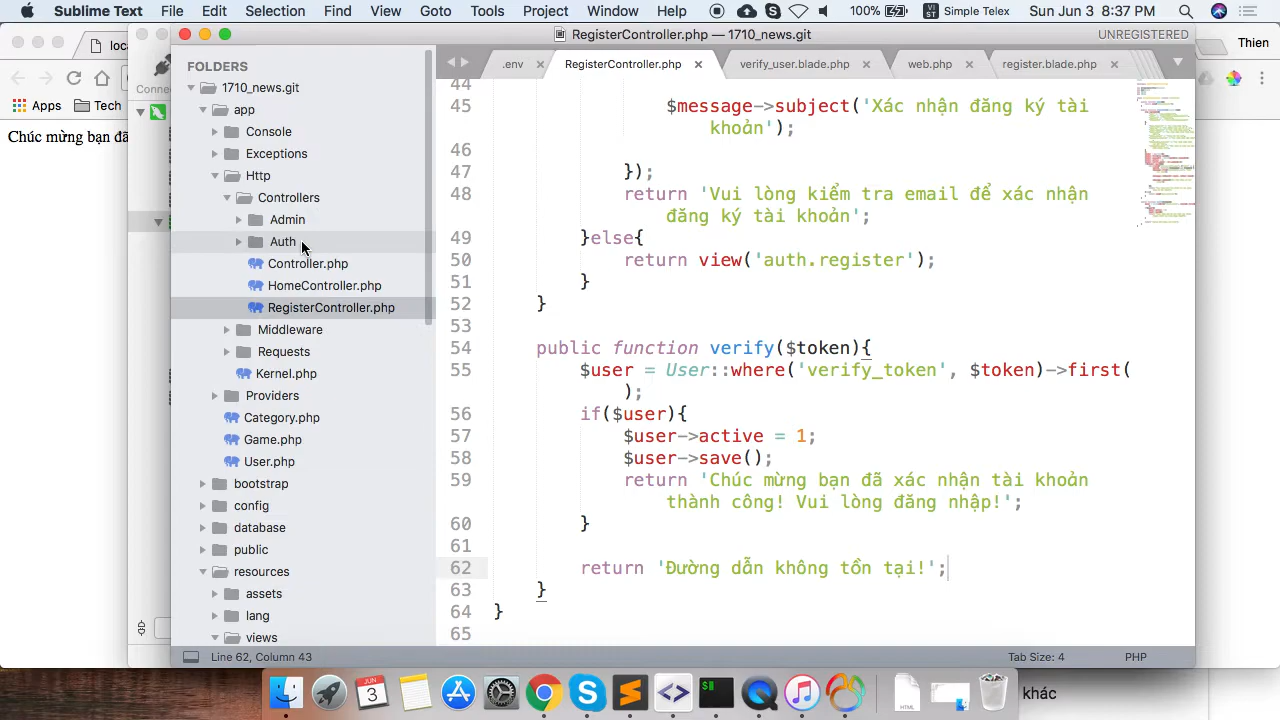 Sublime Text File Edit Selection Find View Goto Tools Project Window Help 100% VI ST Simple Telex Sun Jun 3 8:37 PM
RegisterController.php — 1710_news.git UNREGISTERED
loc
Thien
Apps Tech
Chúc mừng bạn đã
FOLDERS
1710_news.git
app
Console
Exceptions
Http
Controllers
Admin
Auth
Controller.php
HomeController.php
RegisterController.php
Middleware
Requests
Kernel.php
Providers
Category.php
Game.php
User.php
bootstrap
config
database
public
resources
assets
lang
views
.env RegisterController.php verify_user.blade.php web.php register.blade.php
44
45 $message->subject('Xác nhận đăng ký tài
khoản');
46
47 });
48 return 'Vui lòng kiểm tra email để xác nhận
đăng ký tài khoản';
49 }else{
50 return view('auth.register');
51 }
52 }
53
54 public function verify($token){
55 $user = User::where('verify_token', $token)->first(
);
56 if($user){
57 $user->active = 1;
58 $user->save();
59 return 'Chúc mừng bạn đã xác nhận tài khoản
thành công! Vui lòng đăng nhập!';
60 }
61
62 return 'Đường dẫn không tồn tại!';
63 }
64 }
65
Line 62, Column 43 Tab Size: 4 PHP
JUN
3
HTML
khác